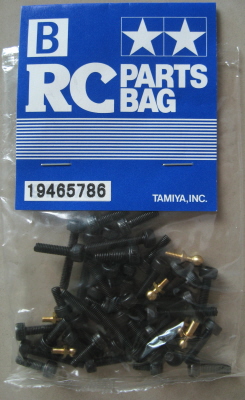 B
RC PARTS
BAG
19465786
TAMIYA, INC.